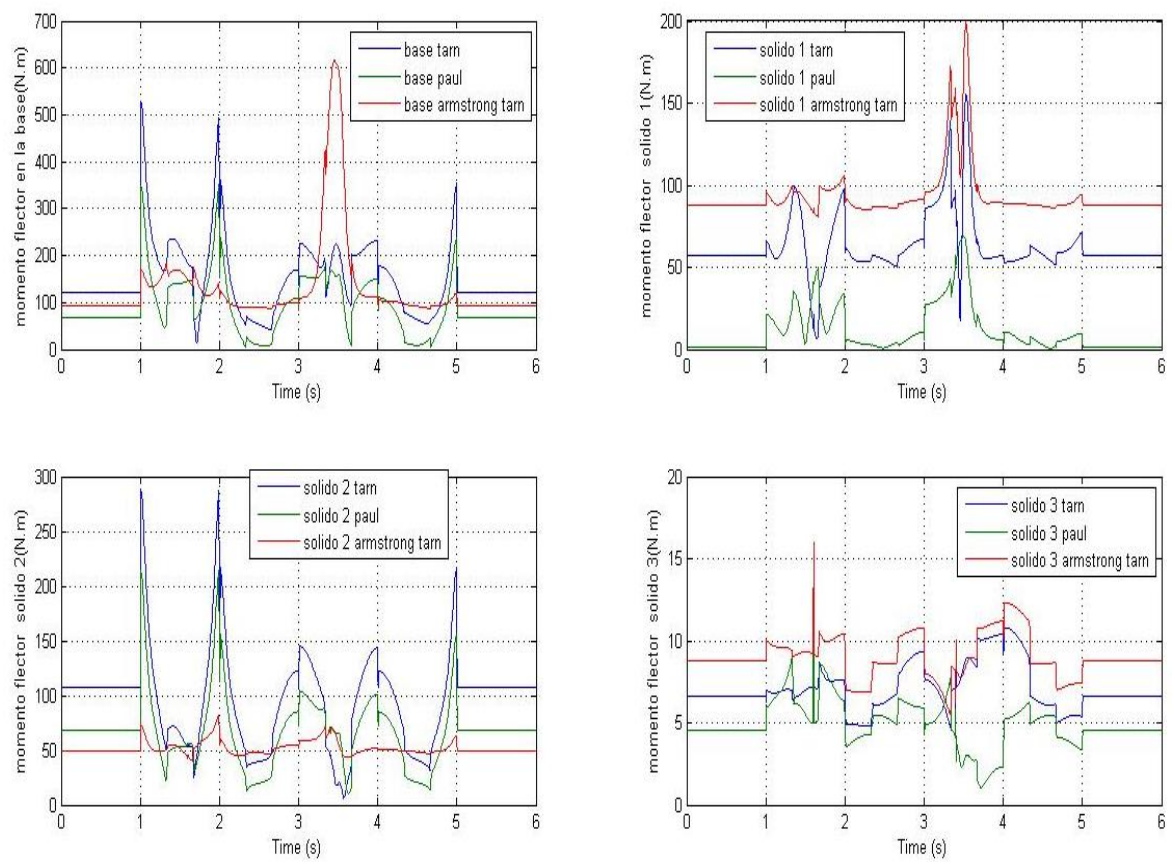 momento flector en la base(N.m)
700
600
500
400
300
200
100
0
base tarn
base paul
base armstrong tarn
0 1 2 3 4 5 6
Time (s)
momento flector solido 1(N.m)
200
150
100
50
0
solido 1 tarn
solido 1 paul
solido 1 armstrong tarn
0 1 2 3 4 5 6
Time (s)
momento flector solido 2(N.m)
300
250
200
150
100
50
0
solido 2 tarn
solido 2 paul
solido 2 armstrong tarn
0 1 2 3 4 5 6
Time (s)
momento flector solido 3(N.m)
20
15
10
5
0
solido 3 tarn
solido 3 paul
solido 3 armstrong tarn
0 1 2 3 4 5 6
Time (s)